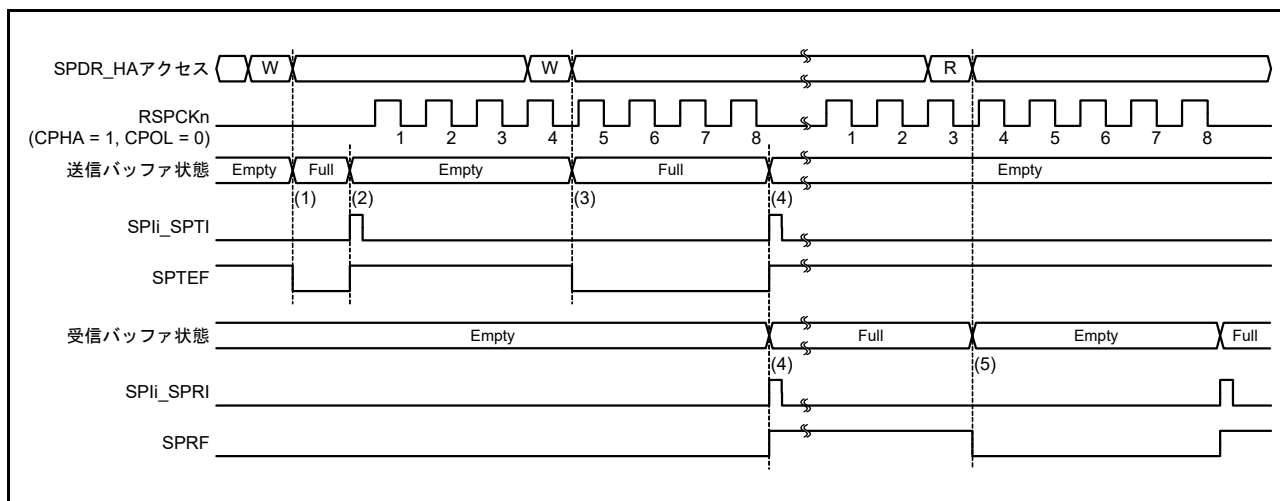 SPDR_HAアクセス W W R
RSPCKn
(CPHA = 1, CPOL = 0)
1 2 3 4 5 6 7 8 1 2 3 4 5 6 7 8
送信バッファ状態 Empty Full Empty Full Empty
(1) (2) (3) (4)
SPIi_SPTI
SPTEF
受信バッファ状態 Empty Full Empty Full
(4) (5)
SPIi_SPRI
SPRF